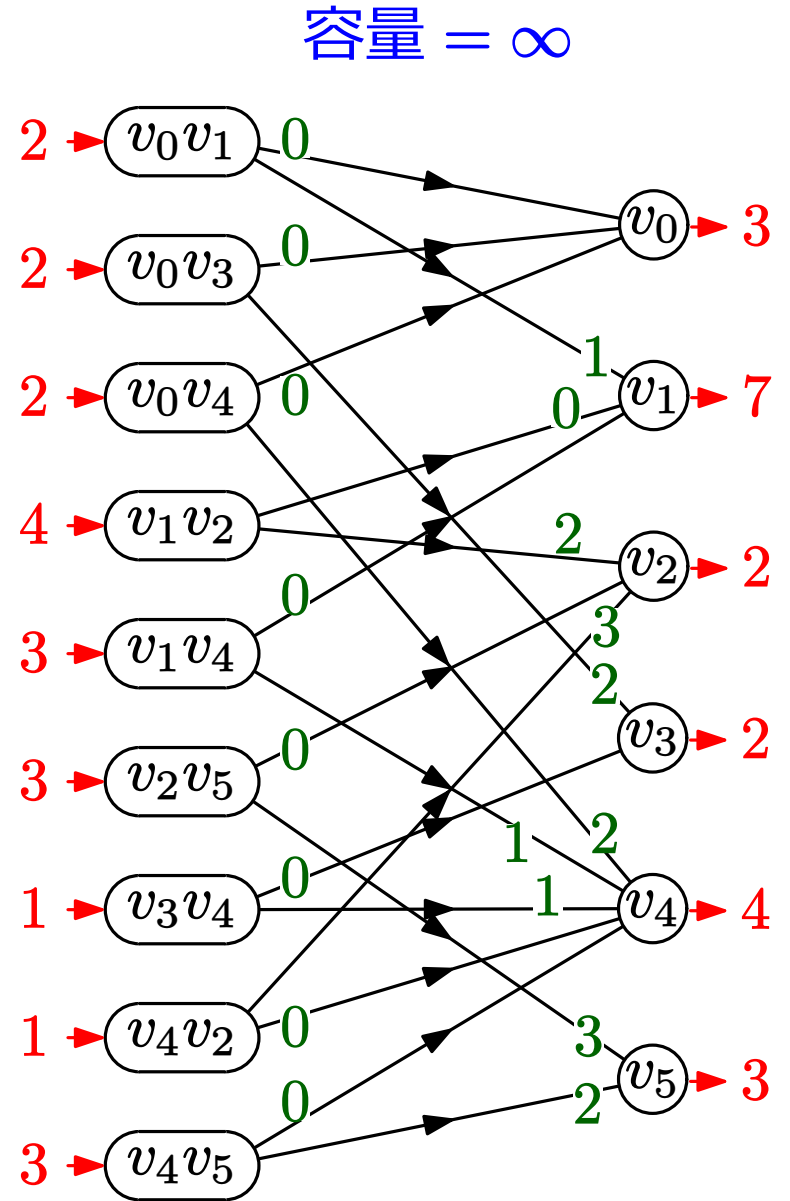 容量 = ∞
2 v₀v₁ 0
v₀ 3
2 v₀v₃ 0
1 v₁ 7
2 v₀v₄ 0
0
4 v₁v₂ 2
v₂ 2
3 v₁v₄ 0
3
2
v₃ 2
3 v₂v₅ 0
1 2
1 v₃v₄ 0 1
v₄ 4
1 v₄v₂ 0
3
v₅ 3
2
3 v₄v₅ 0